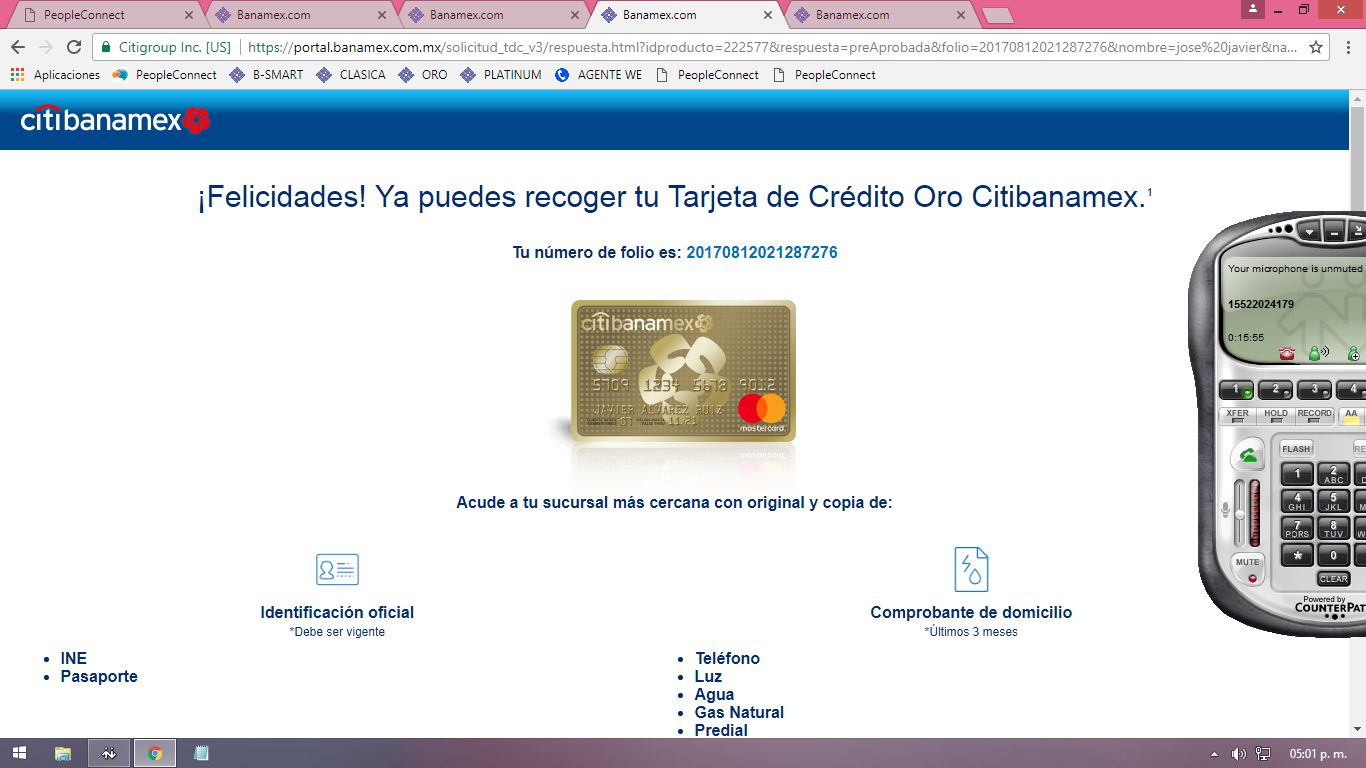 PeopleConnect
Banamex.com
Banamex.com
Banamex.com
Banamex.com
Citigroup Inc. [US]
https://portal.banamex.com.mx/solicitud_tdc_v3/respuesta.html?idproducto=222577&respuesta=preAprobada&folio=20170812021287276&nombre=jose%20javier&na...
Aplicaciones
PeopleConnect
B-SMART
CLASICA
ORO
PLATINUM
AGENTE WE
PeopleConnect
PeopleConnect
citibanamex
¡Felicidades! Ya puedes recoger tu Tarjeta de Crédito Oro Citibanamex.1
Tu número de folio es: 20170812021287276
citibanamex
5709 1234 5678 9012
JAVIER ALVAREZ RUIZ
07 11/21
mastercard
Acude a tu sucursal más cercana con original y copia de:
Identificación oficial
*Debe ser vigente
• INE
• Pasaporte
Comprobante de domicilio
*Últimos 3 meses
• Teléfono
• Luz
• Agua
• Gas Natural
• Predial
Your microphone is unmuted
15522024179
0:15:55
1 2 3 4
XFER HOLD RECORD AA
FLASH RE
1 2 ABC D
4 GHI 5 JKL M
7 PORS 8 TUV W
* 0
MUTE
CLEAR
Powered by
COUNTERPAT
05:01 p. m.